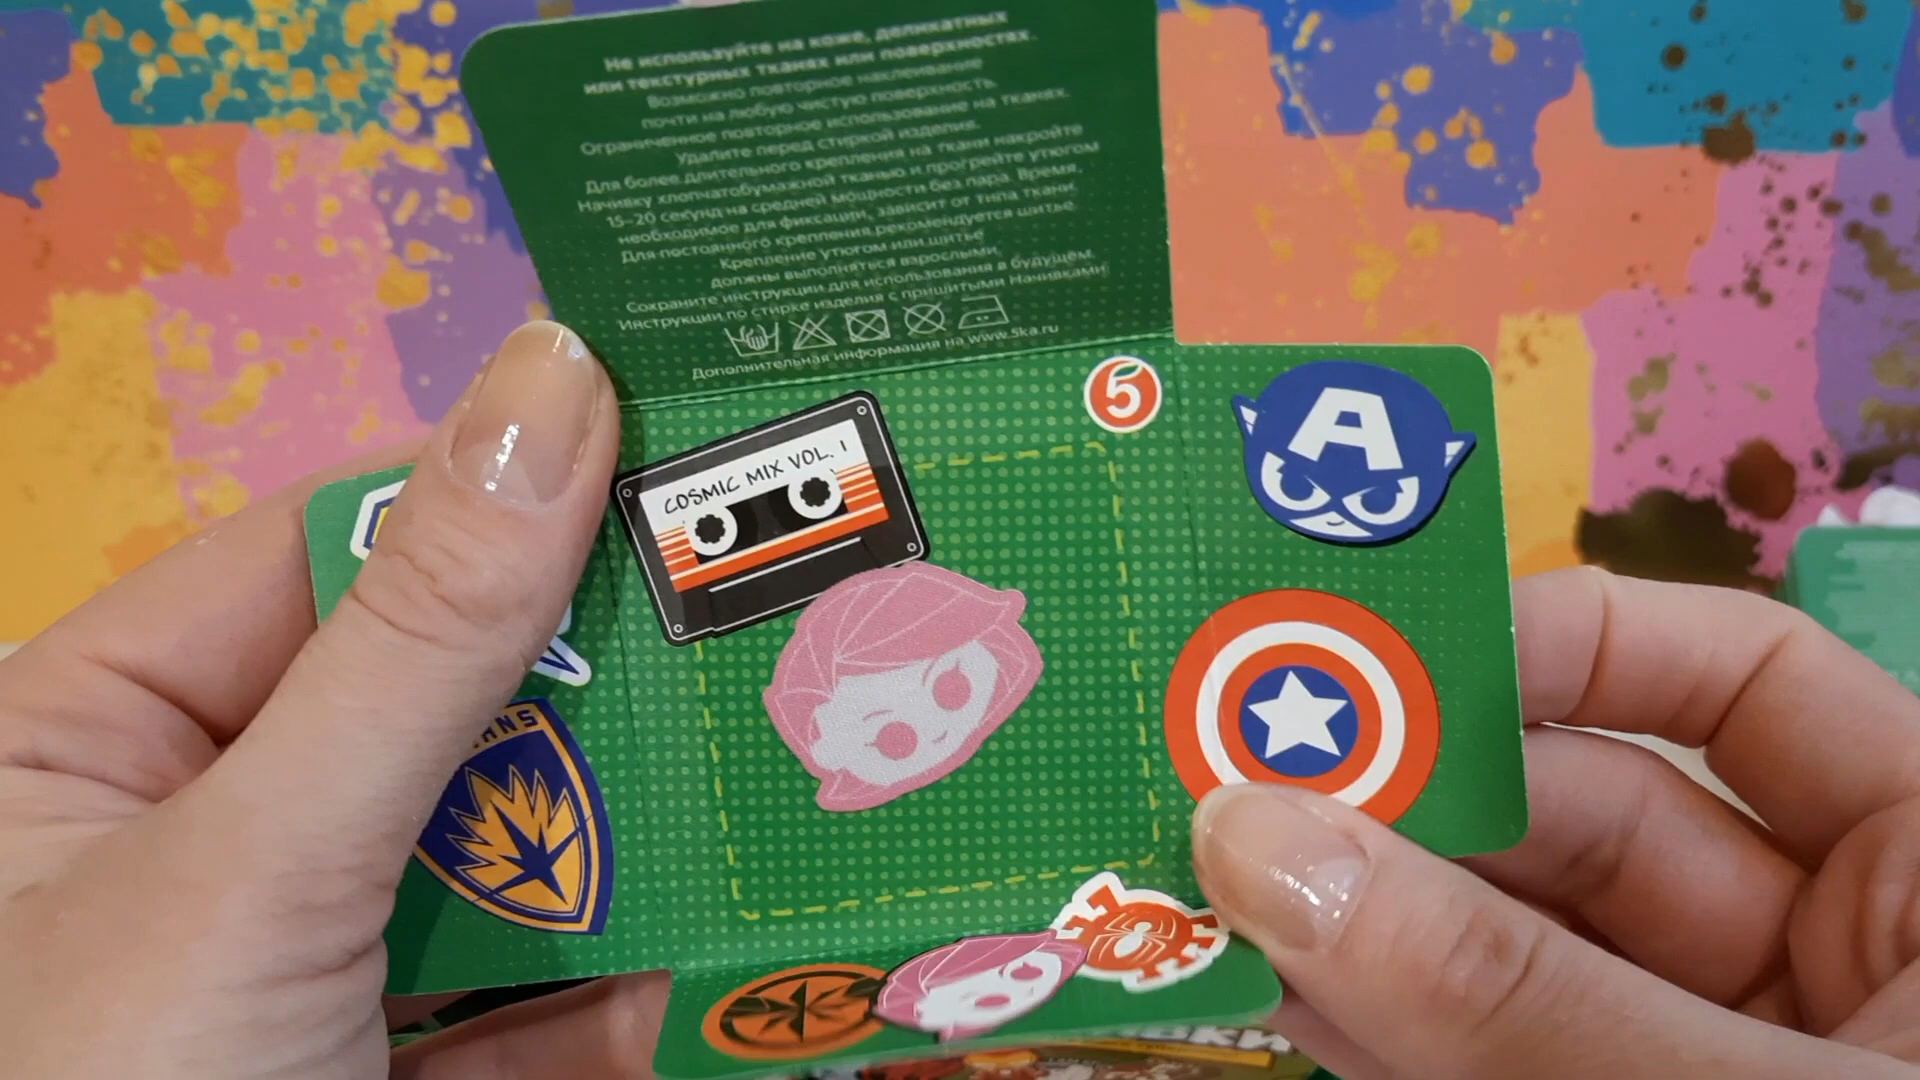 Не используйте на коже, деликатных
или текстурных тканях или поверхностях.
Возможно повторное наклеивание
почти на любую чистую поверхность.
Ограниченное повторное использование на тканях.
Удалите перед стиркой изделия.
Для более длительного крепления на ткани накройте
Нашивку хлопчатобумажной тканью и прогрейте утюгом
15–20 секунд на средней мощности без пара. Время,
необходимое для фиксации, зависит от типа ткани.
Для постоянного крепления рекомендуется шитье.
Крепление утюгом или шитье
должны выполняться взрослыми.
Сохраните инструкции для использования в будущем.
Инструкции по стирке изделия с пришитыми Нашивками
Дополнительная информация на www.5ka.ru
5
A
COSMIC MIX VOL. 1